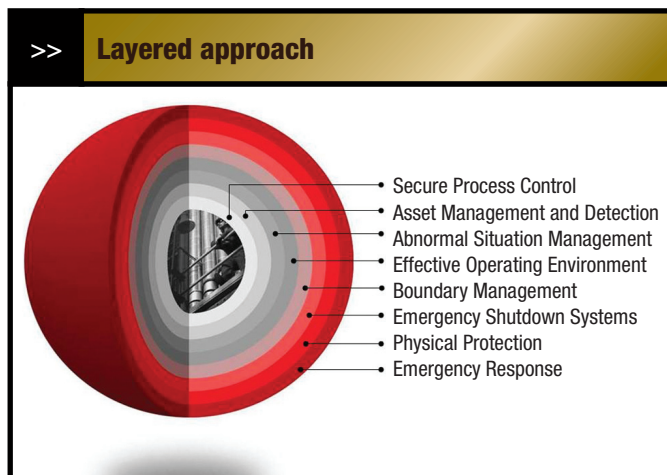 >> Layered approach
Secure Process Control
Asset Management and Detection
Abnormal Situation Management
Effective Operating Environment
Boundary Management
Emergency Shutdown Systems
Physical Protection
Emergency Response